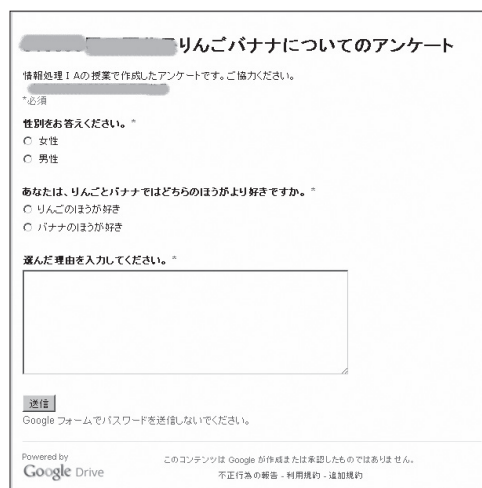 りんごバナナについてのアンケート
情報処理ⅠAの授業で作成したアンケートです。ご協力ください。
*必須
性別をお答えください。*
女性
男性
あなたは、りんごとバナナではどちらのほうがより好きですか。*
りんごのほうが好き
バナナのほうが好き
選んだ理由を入力してください。*
送信
Google フォームでパスワードを送信しないでください。
Powered by
Google Drive
このコンテンツは Google が作成または承認したものではありません。
不正行為の報告 - 利用規約 - 追加規約